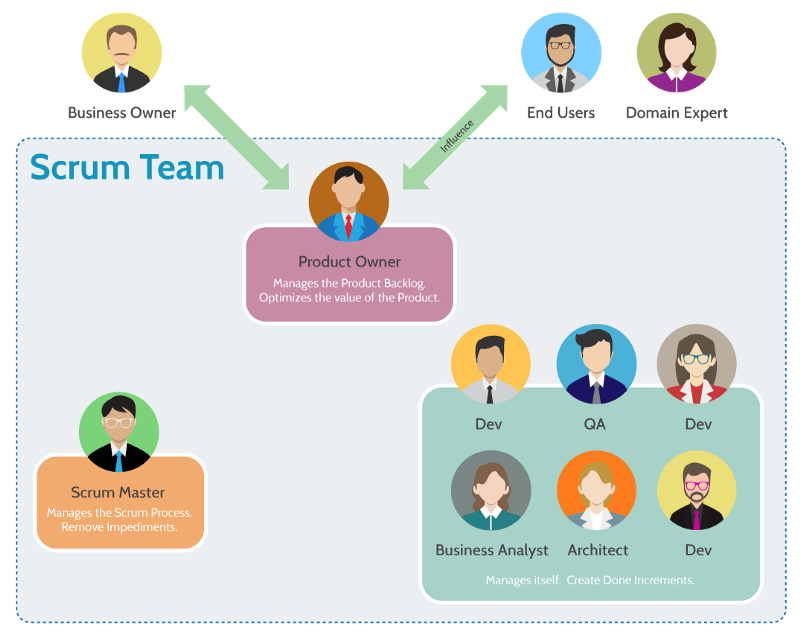 Business Owner
End Users
Domain Expert
Influence
Scrum Team
Product Owner
Manages the Product Backlog.
Optimizes the value of the Product.
Dev
QA
Dev
Scrum Master
Manages the Scrum Process.
Remove Impediments.
Business Analyst
Architect
Dev
Manages itself. Create Done Increments.